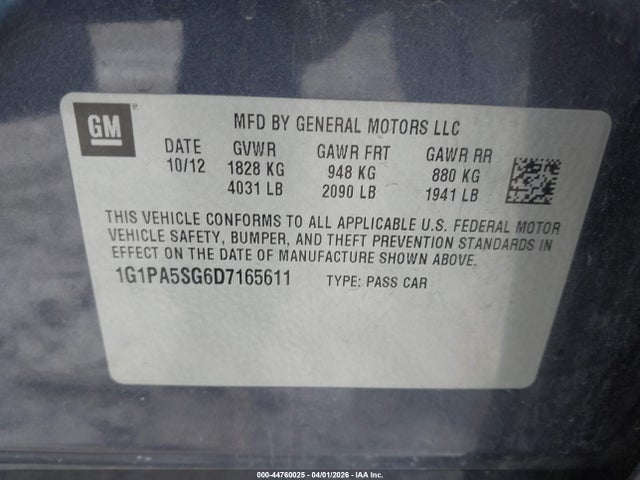 GM
MFD BY GENERAL MOTORS LLC
DATE GVWR GAWR FRT GAWR RR
10/12 1828 KG 948 KG 880 KG
4031 LB 2090 LB 1941 LB
THIS VEHICLE CONFORMS TO ALL APPLICABLE U.S. FEDERAL MOTOR
VEHICLE SAFETY, BUMPER, AND THEFT PREVENTION STANDARDS IN
EFFECT ON THE DATE OF MANUFACTURE SHOWN ABOVE.
1G1PA5SG6D7165611 TYPE: PASS CAR
000-44760025 - 04/01/2026 - IAA Inc.